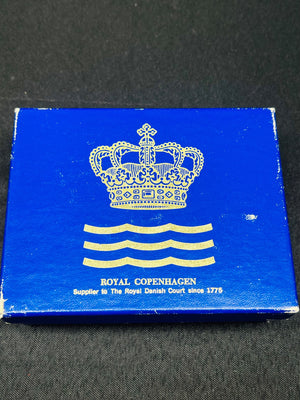 ROYAL COPENHAGEN
Supplier to The Royal Danish Court since 1775